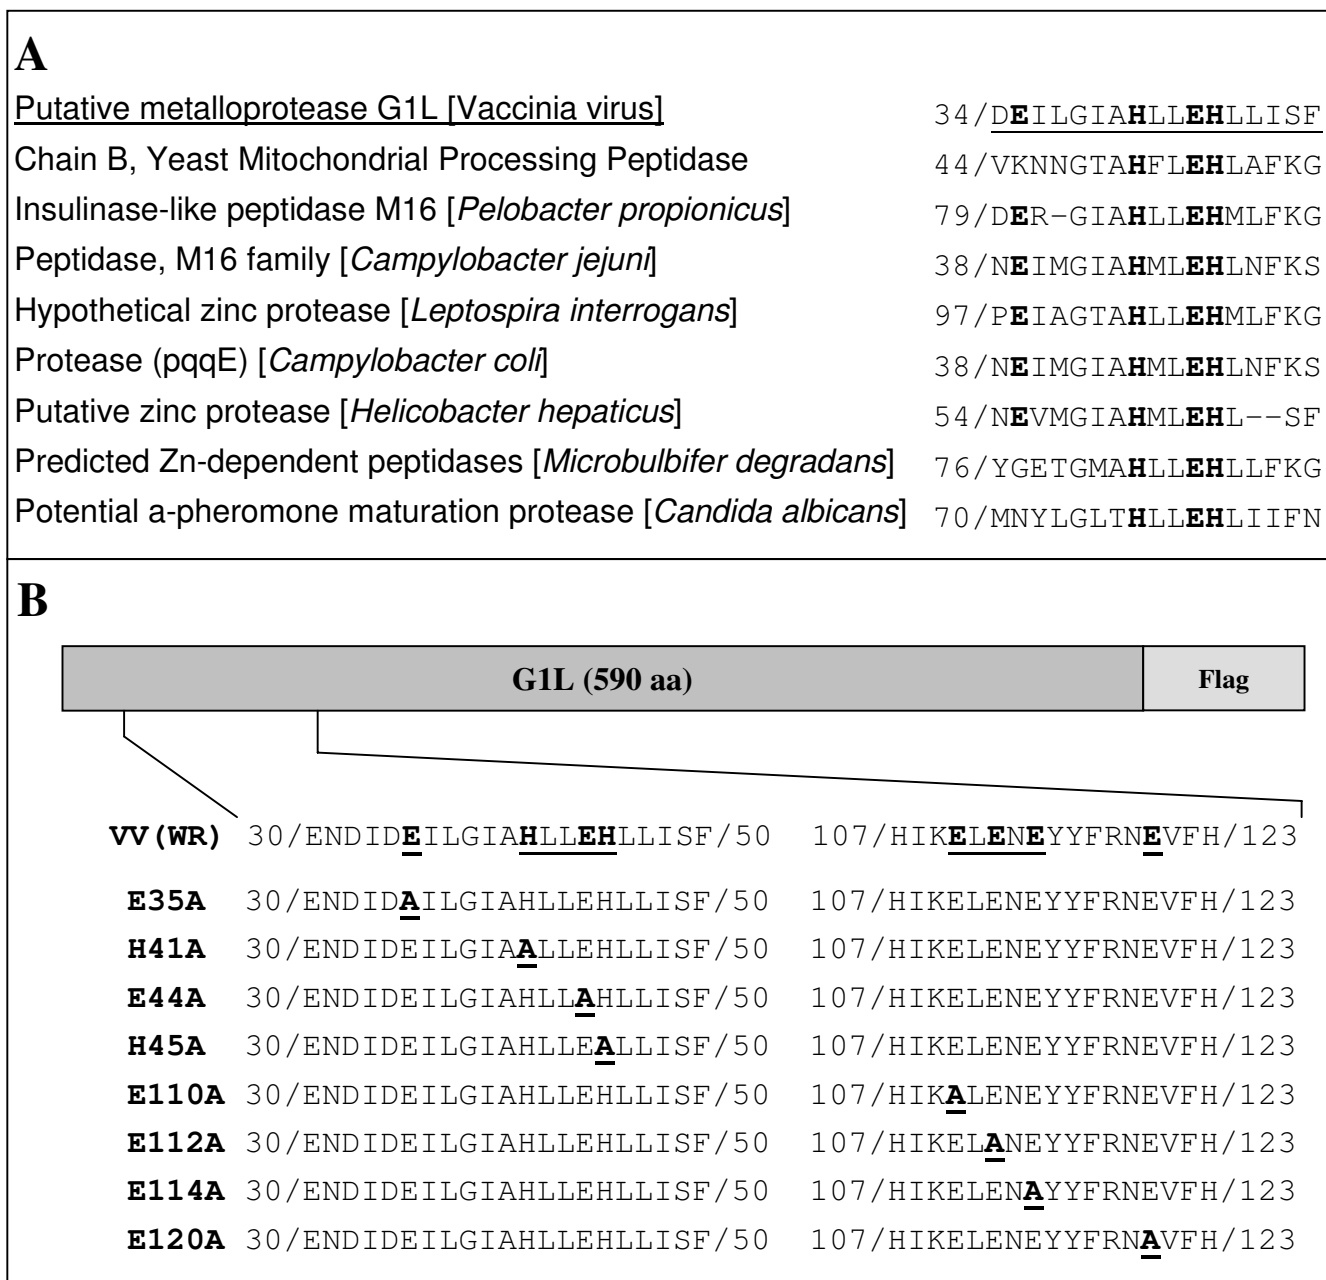 A
Putative metalloprotease G1L [Vaccinia virus] 34/DEILGIAHLLEHLLISF
Chain B, Yeast Mitochondrial Processing Peptidase 44/VKNNGTAHFLEHLAFKG
Insulinase-like peptidase M16 [Pelobacter propionicus] 79/DER-GIAHLLEHMLFKG
Peptidase, M16 family [Campylobacter jejuni] 38/NEIMGIAHMLEHLNFKS
Hypothetical zinc protease [Leptospira interrogans] 97/PEIAGTAHLLEHMLFKG
Protease (pqqE) [Campylobacter coli] 38/NEIMGIAHMLEHLNFKS
Putative zinc protease [Helicobacter hepaticus] 54/NEVMGIAHMLEHL--SF
Predicted Zn-dependent peptidases [Microbulbifer degradans] 76/YGETGMAHLLEHLLFKG
Potential a-pheromone maturation protease [Candida albicans] 70/MNYLGLTHLLEHLIIFN
B
G1L (590 aa) Flag
VV(WR) 30/ENDIDEILGIAHLLEHLLISF/50 107/HIKELENEYYFRNEVFH/123
E35A 30/ENDIDAILGIAHLLEHLLISF/50 107/HIKELENEYYFRNEVFH/123
H41A 30/ENDIDEILGIAALLEHLLISF/50 107/HIKELENEYYFRNEVFH/123
E44A 30/ENDIDEILGIAHLLAHLLISF/50 107/HIKELENEYYFRNEVFH/123
H45A 30/ENDIDEILGIAHLLEALLISF/50 107/HIKELENEYYFRNEVFH/123
E110A 30/ENDIDEILGIAHLLEHLLISF/50 107/HIKALENEYYFRNEVFH/123
E112A 30/ENDIDEILGIAHLLEHLLISF/50 107/HIKELANEYYFRNEVFH/123
E114A 30/ENDIDEILGIAHLLEHLLISF/50 107/HIKELENAYYFRNEVFH/123
E120A 30/ENDIDEILGIAHLLEHLLISF/50 107/HIKELENEYYFRNAVFH/123